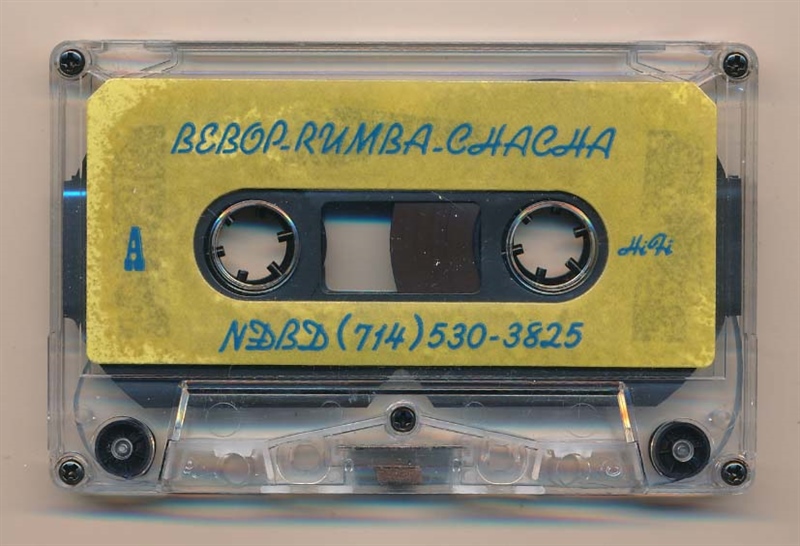 BEBOP-RUMBA-CHACHA
A
HiFi
NDBD (714) 530-3825